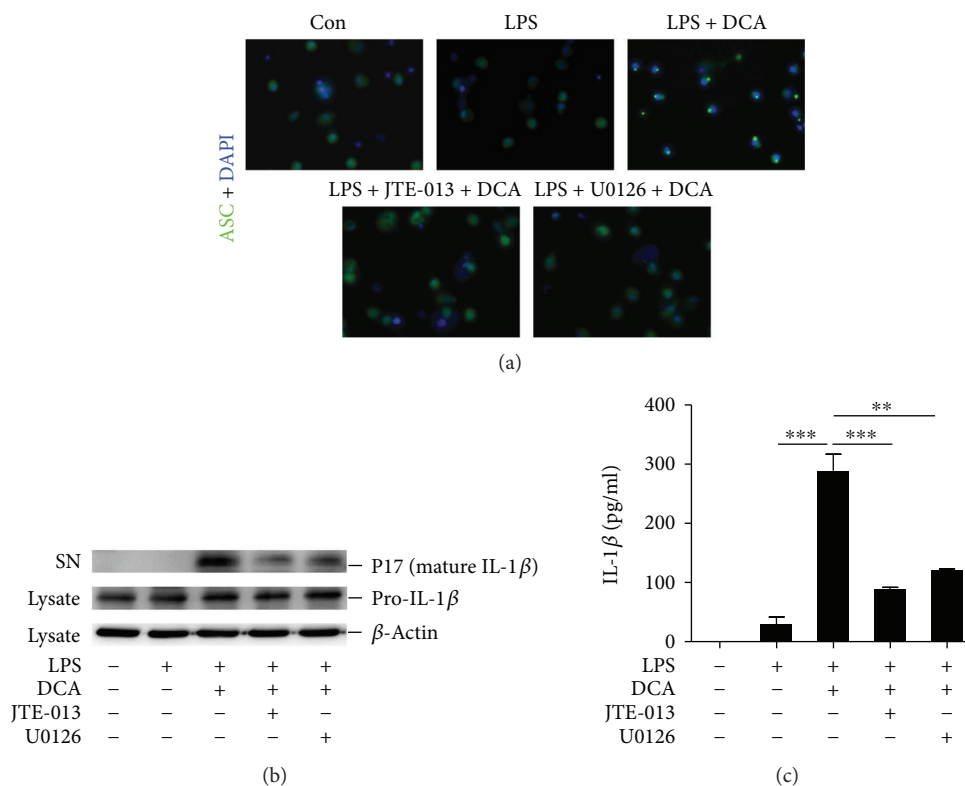 Con
LPS
LPS + DCA
ASC + DAPI
LPS + JTE-013 + DCA
LPS + U0126 + DCA
(a)
SN
P17 (mature IL-1β)
Lysate
Pro-IL-1β
Lysate
β-Actin
LPS − + + + +
DCA − − + + +
JTE-013 − − − + −
U0126 − − − − +
(b)
IL-1β (pg/ml)
400
300
200
100
0
**
*** ***
LPS − + + + +
DCA − − + + +
JTE-013 − − − + −
U0126 − − − − +
(c)